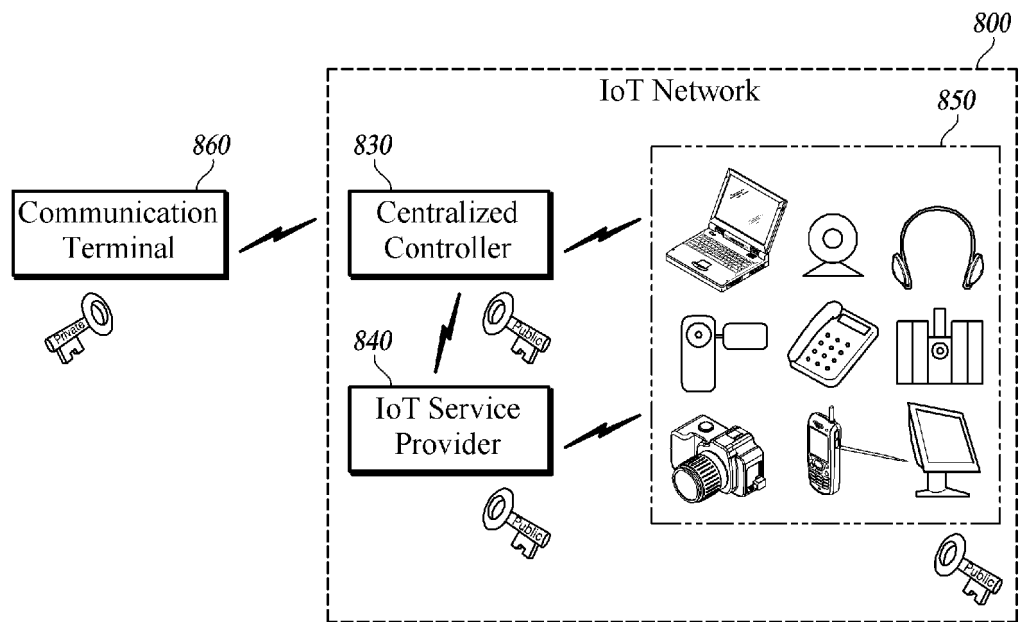 800
IoT Network
850
860
830
Communication
Terminal
Centralized
Controller
Private
Public
840
IoT Service
Provider
Public
Public